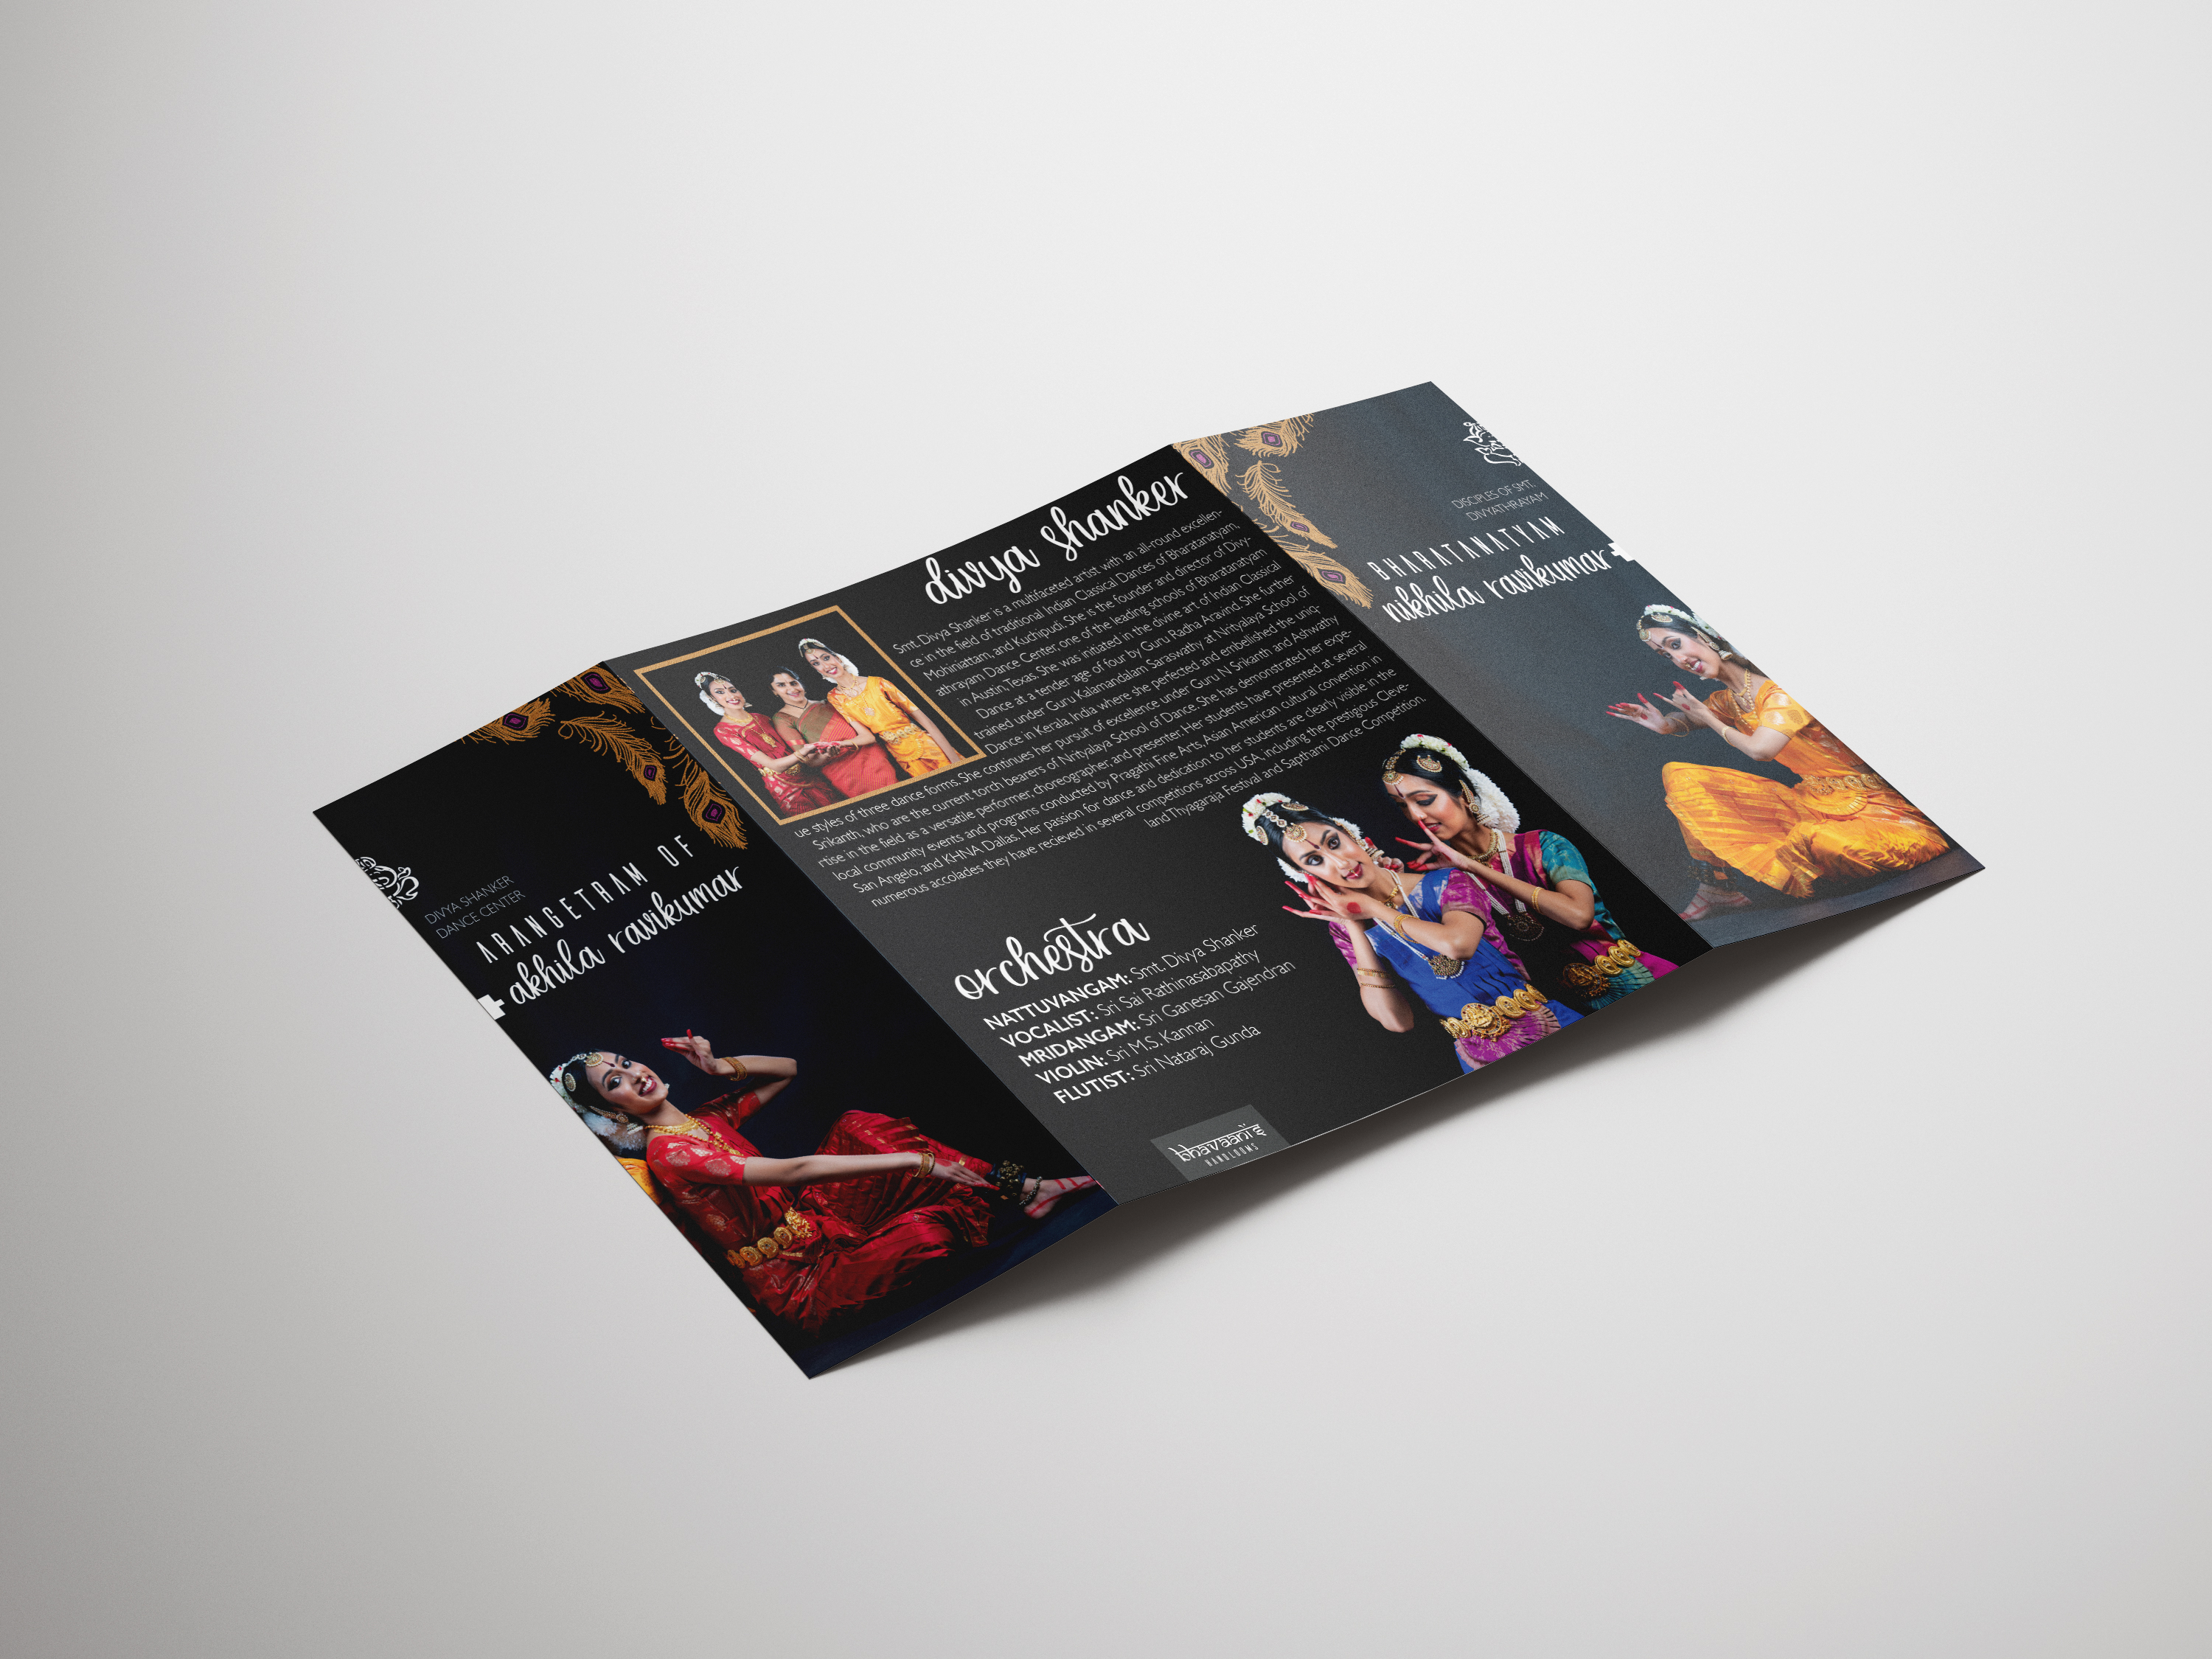 DIVYA SHANKER
DANCE CENTER
ARANGETRAM OF
+akhila ravikumar
divya shanker
Smt. Divya Shanker is a multifaceted artist with an all-round excellen-
ce in the field of traditional Indian Classical Dances of Bharatanatyam,
Mohiniattam, and Kuchipudi. She is the founder and director of Divy-
athrayam Dance Center, one of the leading schools of Bharatanatyam
in Austin, Texas. She was initiated in the divine art of Indian Classical
Dance at a tender age of four by Guru Radha Aravind. She further
trained under Guru Kalamandalam Saraswathy at Nrityalaya School of
Dance in Kerala, India where she perfected and embellished the uniq-
ue styles of three dance forms. She continues her pursuit of excellence under Guru N Srikanth and Ashwathy
Srikanth, who are the current torch bearers of Nrityalaya School of Dance. She has demonstrated her expe-
rtise in the field as a versatile performer, choreographer, and presenter. Her students have presented at several
local community events and programs conducted by Pragathi Fine Arts, Asian American cultural convention in
San Angelo, and KHNA Dallas. Her passion for dance and dedication to her students are clearly visible in the
numerous accolades they have recieved in several competitions across USA, including the prestigious Cleve-
land Thyagaraja Festival and Sapthami Dance Competition.
orchestra
NATTUVANGAM: Smt. Divya Shanker
VOCALIST: Sri Sai Rathinasabapathy
MRIDANGAM: Sri Ganesan Gajendran
VIOLIN: Sri M.S. Kannan
FLUTIST: Sri Nataraj Gunda
bhavaani's
HANDLOOMS
DISCIPLES OF SMT.
DIVYATHRAYAM
BHARATANATYAM
nikhila ravikumar+